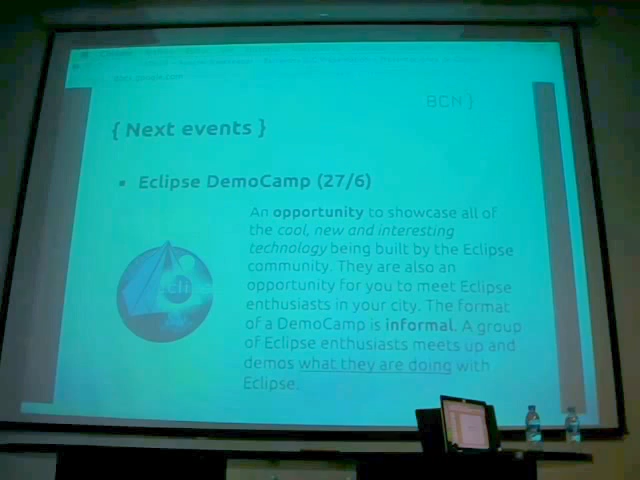 docs.google.com
BCN }
{ Next events }
▪ Eclipse DemoCamp (27/6)
An opportunity to showcase all of
the cool, new and interesting
technology being built by the Eclipse
community. They are also an
opportunity for you to meet Eclipse
enthusiasts in your city. The format
of a DemoCamp is informal. A group
of Eclipse enthusiasts meets up and
demos what they are doing with
Eclipse.